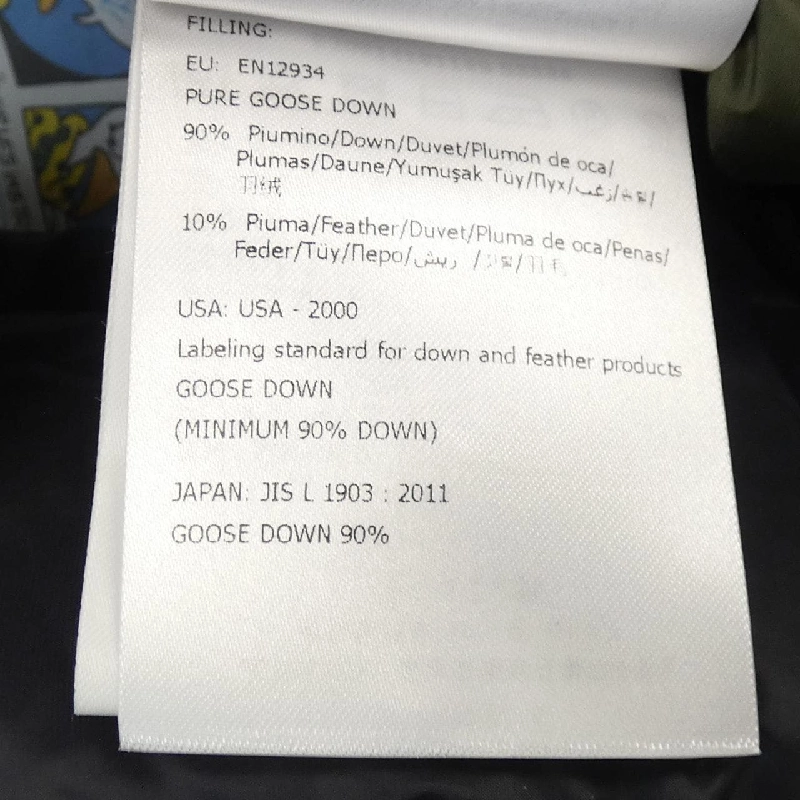 FILLING:
EU: EN12934
PURE GOOSE DOWN
90% Piumino/Down/Duvet/Plumón de oca/
Plumas/Daune/Yumuşak Tüy/Пух/زغب/
羽绒
10% Piuma/Feather/Duvet/Pluma de oca/Penas/
Feder/Tüy/Перо/ريش /
USA: USA - 2000
Labeling standard for down and feather products
GOOSE DOWN
(MINIMUM 90% DOWN)
JAPAN: JIS L 1903 : 2011
GOOSE DOWN 90%